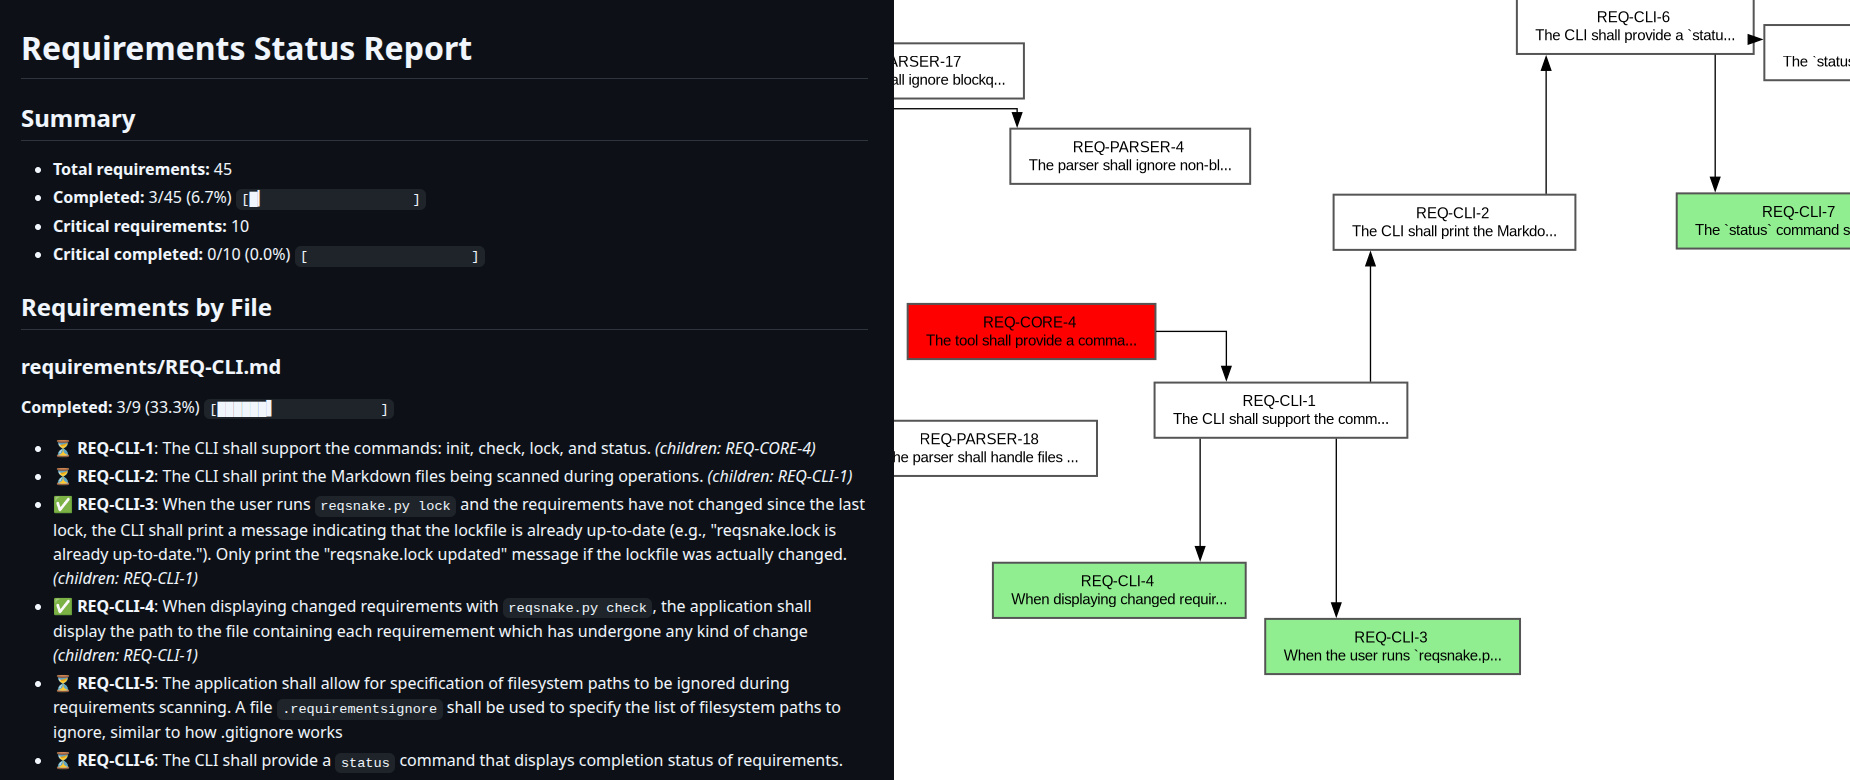 Requirements Status Report
Summary
Total requirements: 45
Completed: 3/45 (6.7%) [█▏ ]
Critical requirements: 10
Critical completed: 0/10 (0.0%) [ ]
Requirements by File
requirements/REQ-CLI.md
Completed: 3/9 (33.3%) [██████▋ ]
⏳ REQ-CLI-1: The CLI shall support the commands: init, check, lock, and status. (children: REQ-CORE-4)
⏳ REQ-CLI-2: The CLI shall print the Markdown files being scanned during operations. (children: REQ-CLI-1)
✅ REQ-CLI-3: When the user runs reqsnake.py lock and the requirements have not changed since the last
lock, the CLI shall print a message indicating that the lockfile is already up-to-date (e.g., "reqsnake.lock is
already up-to-date."). Only print the "reqsnake.lock updated" message if the lockfile was actually changed.
(children: REQ-CLI-1)
✅ REQ-CLI-4: When displaying changed requirements with reqsnake.py check, the application shall
display the path to the file containing each requiremement which has undergone any kind of change
(children: REQ-CLI-1)
⏳ REQ-CLI-5: The application shall allow for specification of filesystem paths to be ignored during
requirements scanning. A file .requirementsignore shall be used to specify the list of filesystem paths to
ignore, similar to how .gitignore works
⏳ REQ-CLI-6: The CLI shall provide a status command that displays completion status of requirements.
REQ-CLI-6
The CLI shall provide a `statu...
The `status
ARSER-17
all ignore blockq...
REQ-PARSER-4
The parser shall ignore non-bl...
REQ-CLI-2
The CLI shall print the Markdo...
REQ-CLI-7
The `status` command s
REQ-CORE-4
The tool shall provide a comma...
REQ-CLI-1
The CLI shall support the comm...
REQ-PARSER-18
he parser shall handle files ...
REQ-CLI-4
When displaying changed requir...
REQ-CLI-3
When the user runs `reqsnake.p...